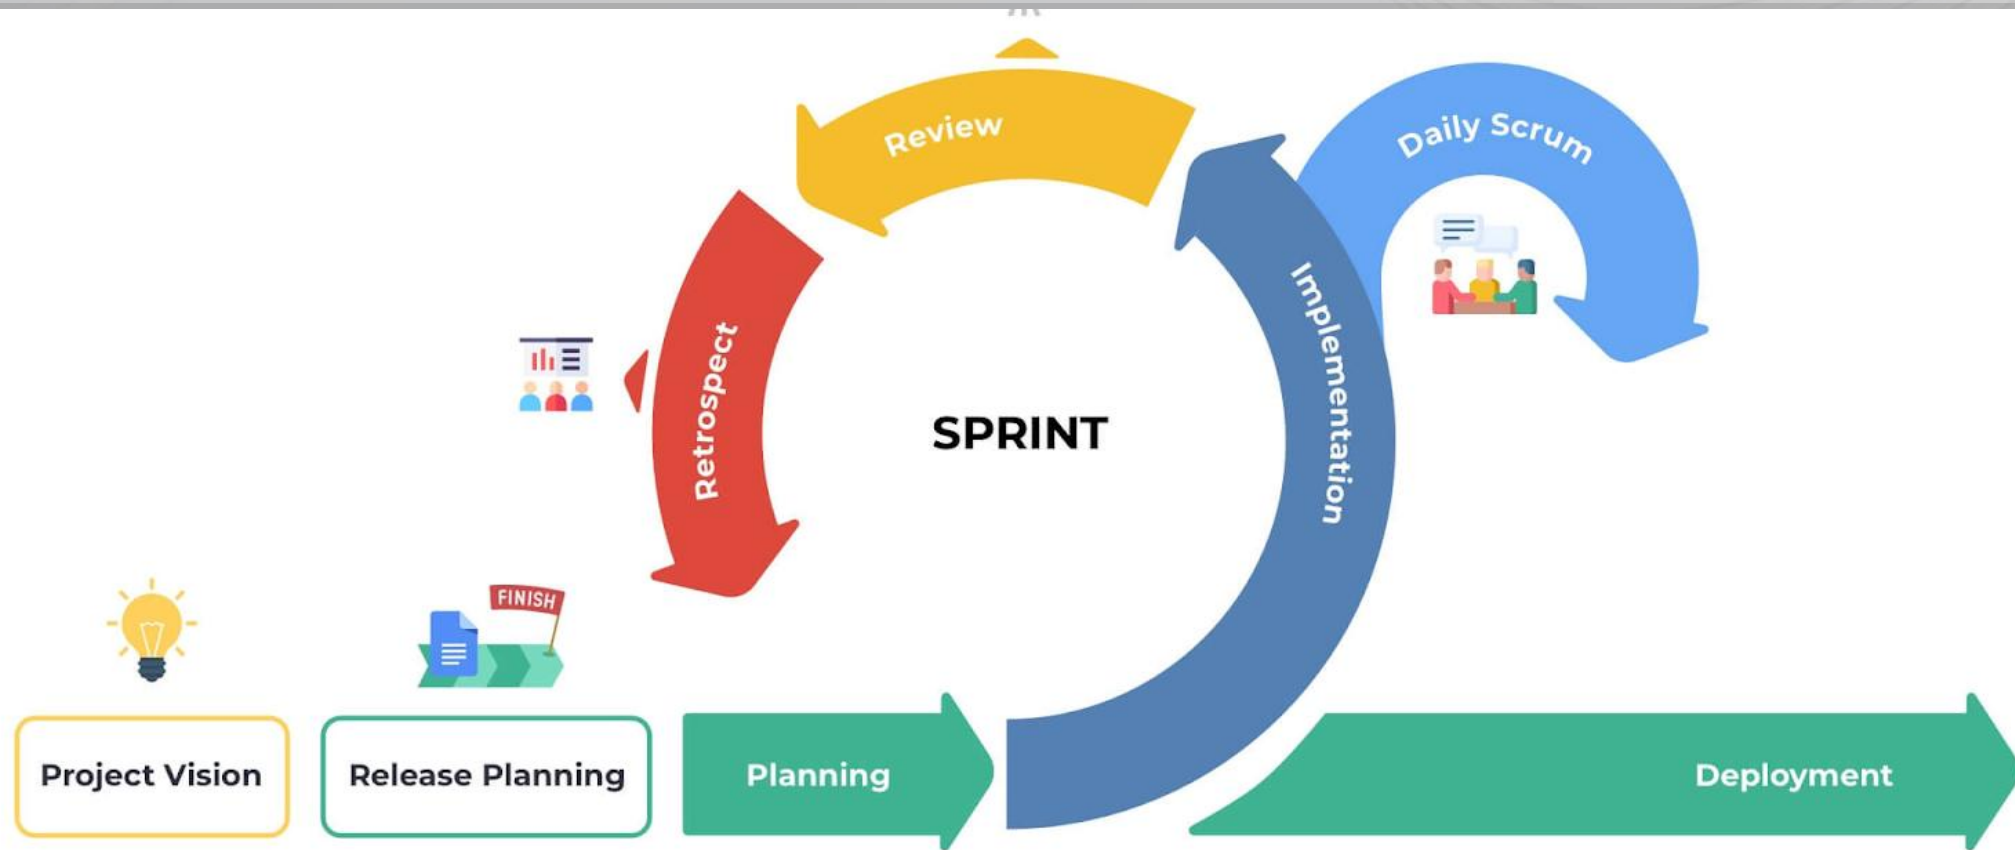 Review
Daily Scrum
Implementation
Retrospect
SPRINT
FINISH
Project Vision
Release Planning
Planning
Deployment